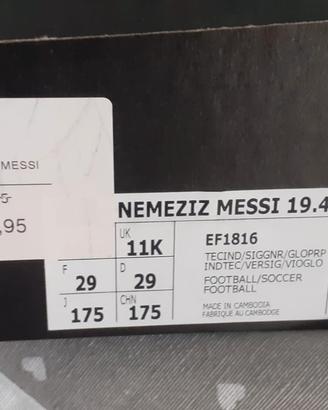 MESSI
,95
NEMEZIZ MESSI 19.4
UK
11K
F
29
D
29
J
175
CHN
175
EF1816
TECIND/SIGGNR/GLOPRP
INDTEC/VERSIG/VIOGLO
FOOTBALL/SOCCER
FOOTBALL
MADE IN CAMBODIA
FABRIQUE AU CAMBODGE